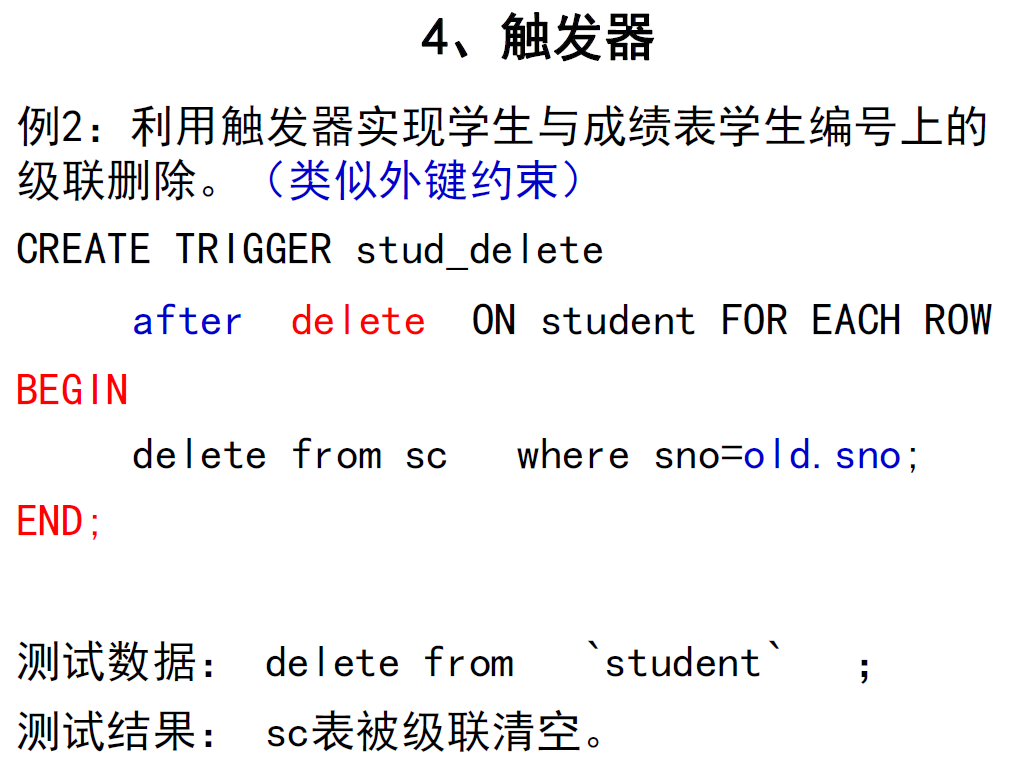 4、触发器
例2：利用触发器实现学生与成绩表学生编号上的
级联删除。（类似外键约束）
CREATE TRIGGER stud_delete
after delete ON student FOR EACH ROW
BEGIN
delete from sc where sno=old.sno;
END;
测试数据： delete from `student` ；
测试结果： sc表被级联清空。